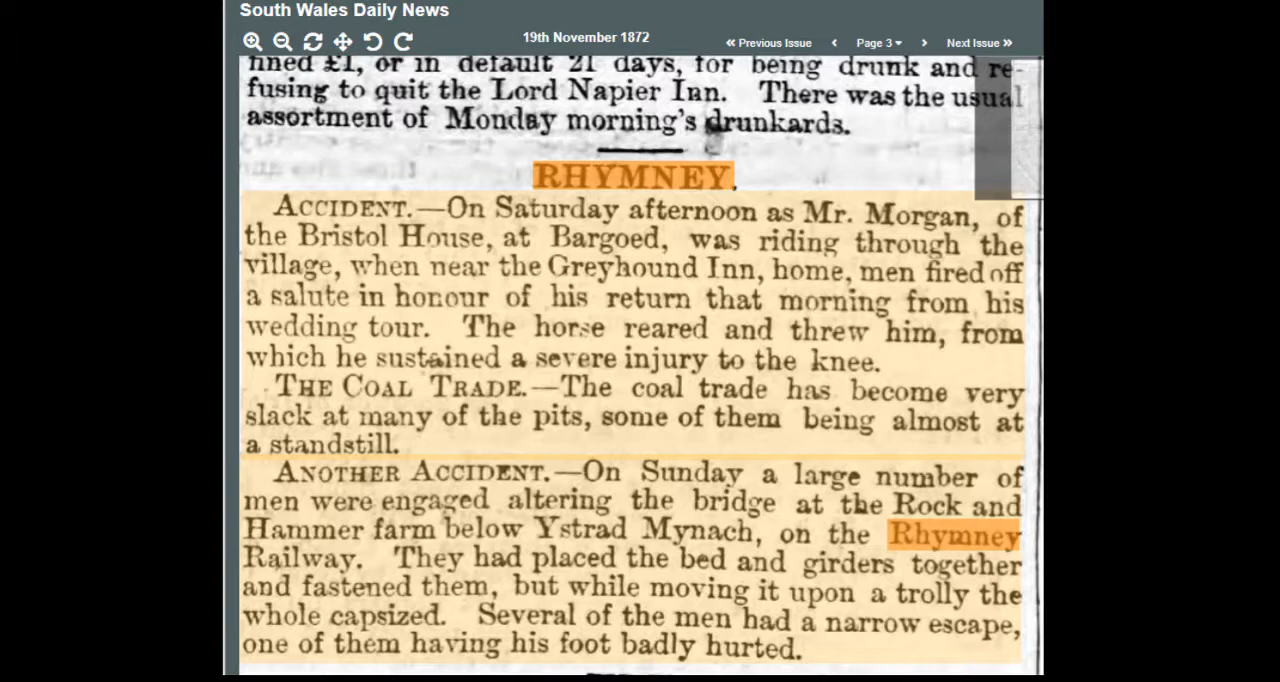 South Wales Daily News
19th November 1872
Previous Issue
Page 3
Next Issue
fined £1, or in default 21 days, for being drunk and re-
fusing to quit the Lord Napier Inn. There was the usual
assortment of Monday morning's drunkards.
RHYMNEY.
ACCIDENT.—On Saturday afternoon as Mr. Morgan, of
the Bristol House, at Bargoed, was riding through the
village, when near the Greyhound Inn, home, men fired off
a salute in honour of his return that morning from his
wedding tour. The horse reared and threw him, from
which he sustained a severe injury to the knee.
THE COAL TRADE.—The coal trade has become very
slack at many of the pits, some of them being almost at
a standstill.
ANOTHER ACCIDENT.—On Sunday a large number of
men were engaged altering the bridge at the Rock and
Hammer farm below Ystrad Mynach, on the Rhymney
Railway. They had placed the bed and girders together
and fastened them, but while moving it upon a trolly the
whole capsized. Several of the men had a narrow escape,
one of them having his foot badly hurted.